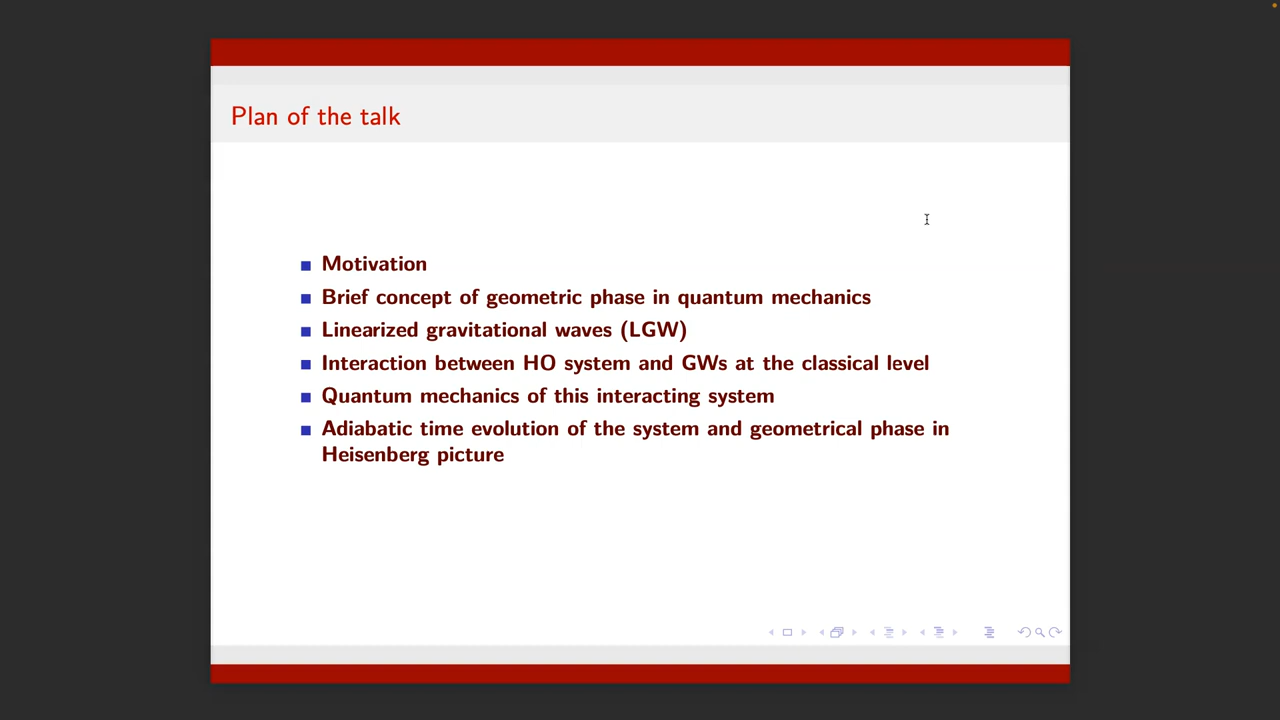 Plan of the talk
Motivation
Brief concept of geometric phase in quantum mechanics
Linearized gravitational waves (LGW)
Interaction between HO system and GWs at the classical level
Quantum mechanics of this interacting system
Adiabatic time evolution of the system and geometrical phase in
Heisenberg picture